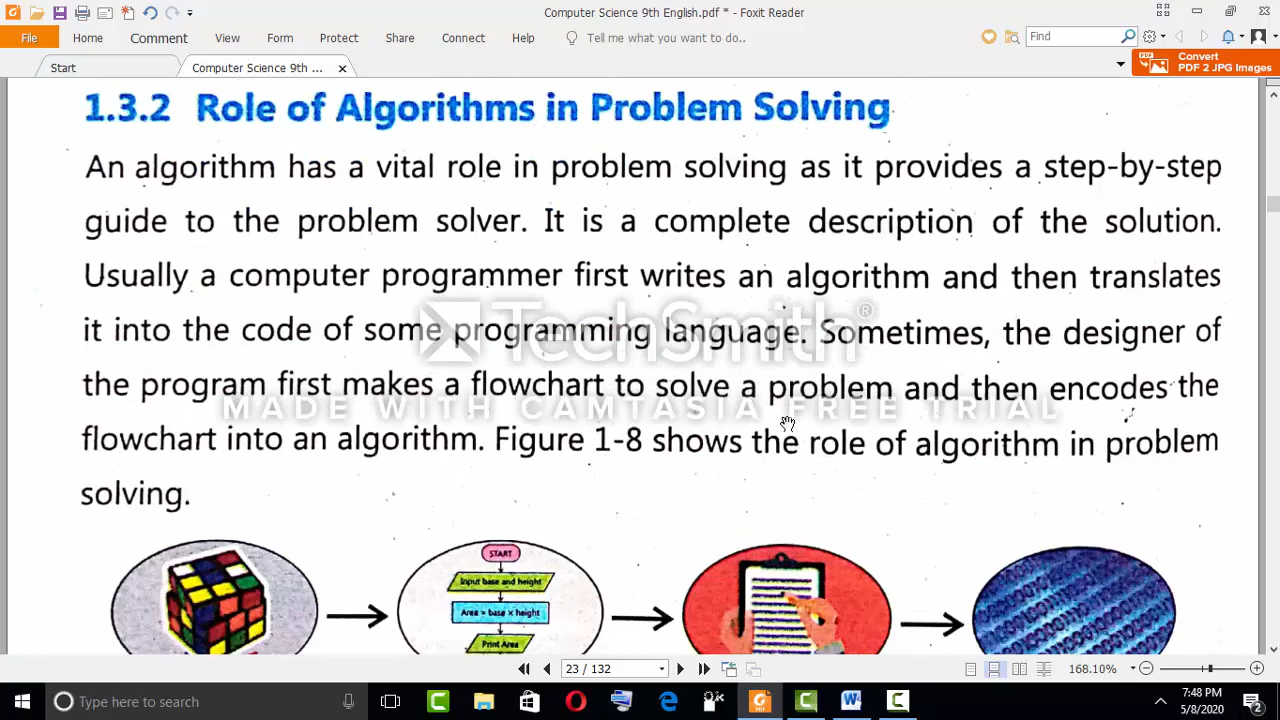 Computer Science 9th English.pdf * - Foxit Reader
File Home Comment View Form Protect Share Connect Help Tell me what you want to do.. Find
Start Computer Science 9th ... Convert
PDF 2 JPG Images
1.3.2 Role of Algorithms in Problem Solving
An algorithm has a vital role in problem solving as it provides a step-by-step
guide to the problem solver. It is a complete description of the solution.
Usually a computer programmer first writes an algorithm and then translates
it into the code of some programming language. Sometimes, the designer of
the program first makes a flowchart to solve a problem and then encodes the
flowchart into an algorithm. Figure 1-8 shows the role of algorithm in problem
solving.
TechSmith®
MADE WITH CAMTASIA FREE TRIAL
START
Input base and height
Area = base × height
Print Area
23 / 132 168.10%
Type here to search
7:48 PM
5/8/2020
2